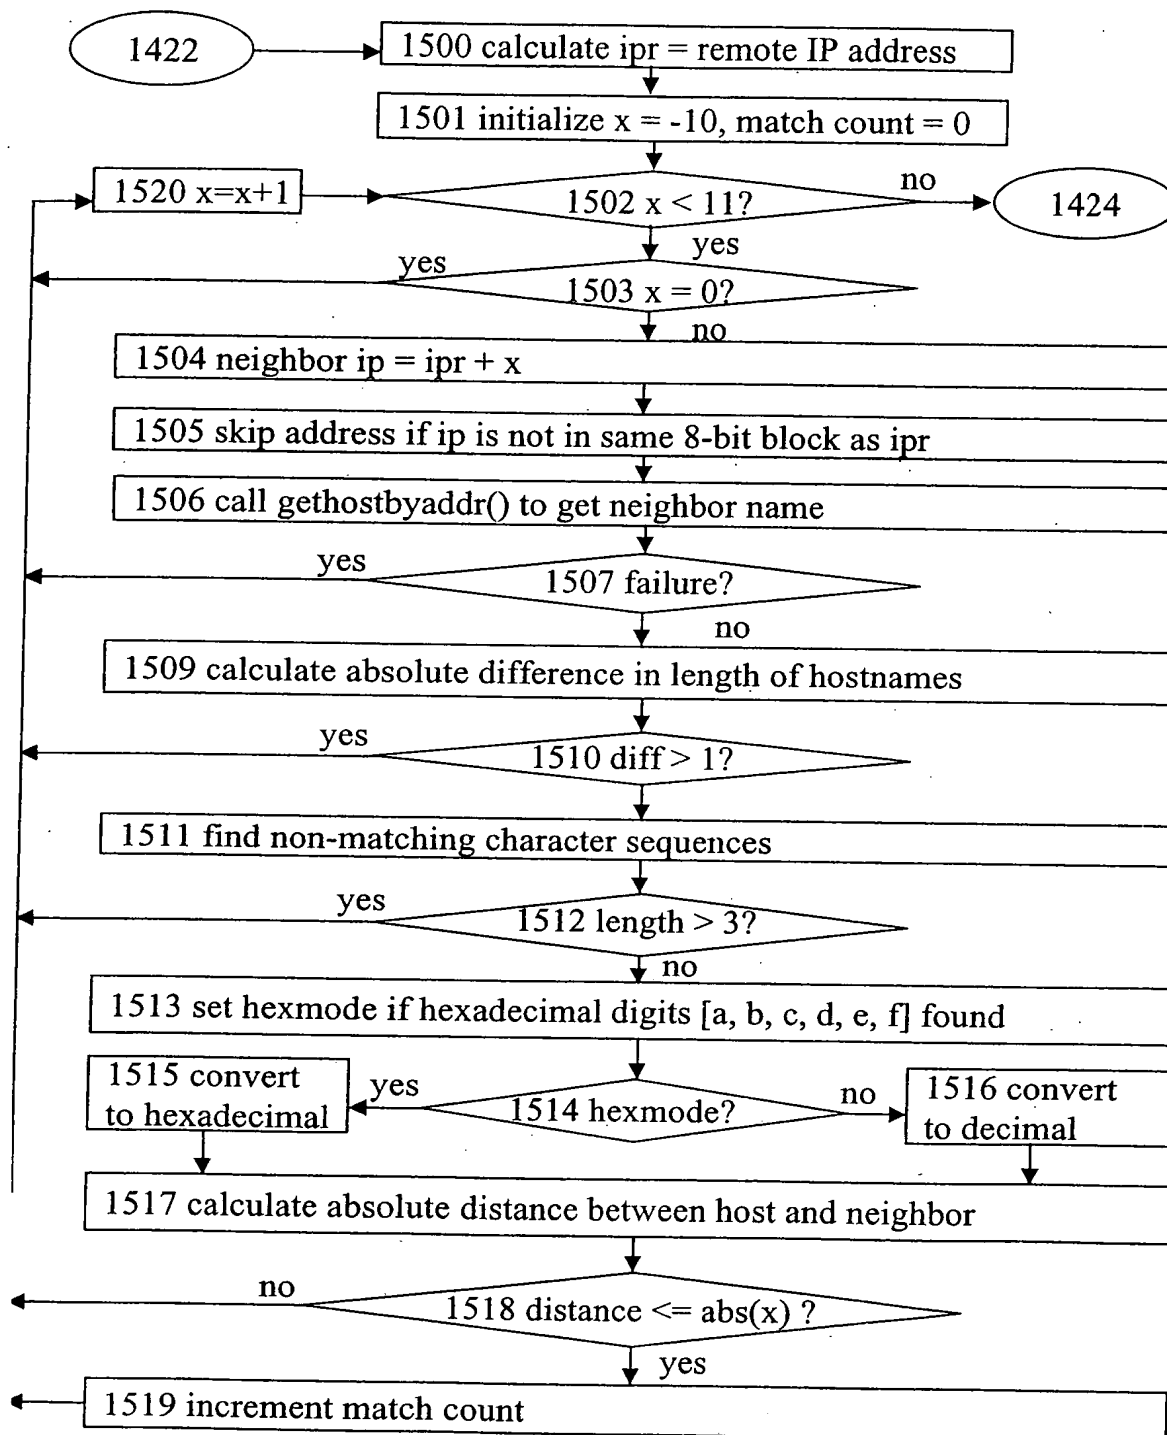 1422
1500 calculate ipr = remote IP address
1501 initialize x = -10, match count = 0
1520 x=x+1
1502 x < 11?
no
1424
yes
yes
1503 x = 0?
no
1504 neighbor ip = ipr + x
1505 skip address if ip is not in same 8-bit block as ipr
1506 call gethostbyaddr() to get neighbor name
yes
1507 failure?
no
1509 calculate absolute difference in length of hostnames
yes
1510 diff > 1?
1511 find non-matching character sequences
yes
1512 length > 3?
no
1513 set hexmode if hexadecimal digits [a, b, c, d, e, f] found
1515 convert
to hexadecimal
yes
1514 hexmode?
no
1516 convert
to decimal
1517 calculate absolute distance between host and neighbor
no
1518 distance <= abs(x) ?
yes
1519 increment match count